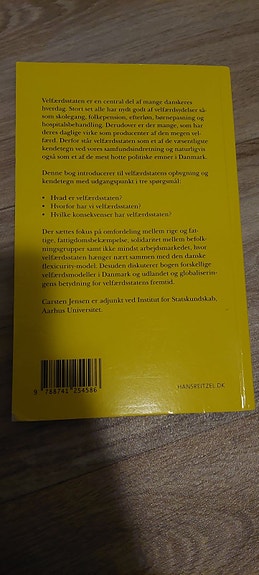 Velfærdsstaten er en central del af mange danskeres
hverdag. Stort set alle har nydt godt af velfærdsydelser så-
som skolegang, folkepension, efterløn, børnepasning og
hospitalsbehandling. Derudover er der mange, som har
deres daglige virke som producenter af den megen vel-
færd. Derfor står velfærdsstaten som et af de væsentligste
kendetegn ved vores samfundsindretning og naturligvis
også som et af de mest hotte politiske emner i Danmark.
Denne bog introducerer til velfærdsstatens opbygning og
kendetegn med udgangspunkt i tre spørgsmål:
• Hvad er velfærdsstaten?
• Hvorfor har vi velfærdsstaten?
• Hvilke konsekvenser har velfærdsstaten?
Der sættes fokus på omfordeling mellem rige og fat-
tige, fattigdomsbekæmpelse, solidaritet mellem befolk-
ningsgrupper samt ikke mindst arbejdsmarkedet, hvor
velfærdsstaten hænger nært sammen med den danske
flexicurity-model. Desuden diskuterer bogen forskellige
velfærdsmodeller i Danmark og udlandet og globaliserin-
gens betydning for velfærdsstatens fremtid.
Carsten Jensen er adjunkt ved Institut for Statskundskab,
Aarhus Universitet.
9 788741 254586
HANSREITZEL.DK